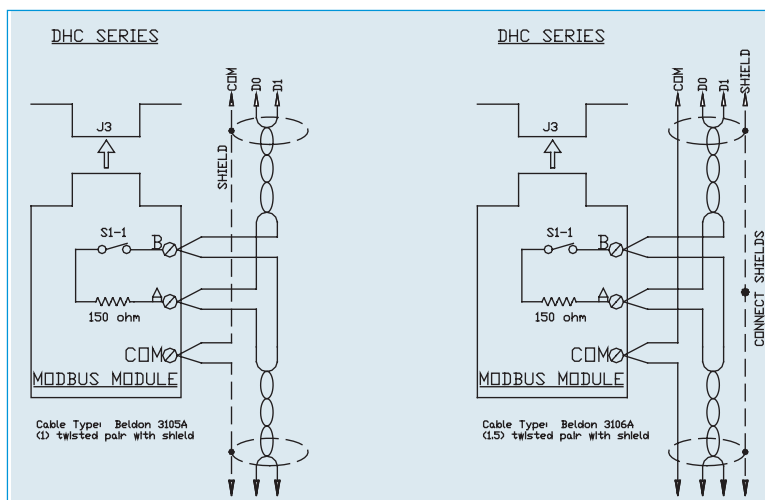 DHC SERIES
COM
D0
D1
J3
SHIELD
S1-1
B
A
150 ohm
COM
MODBUS MODULE
Cable Type: Beldon 3105A
(1) twisted pair with shield
DHC SERIES
COM
D0
D1
SHIELD
J3
S1-1
B
A
150 ohm
COM
MODBUS MODULE
CONNECT SHIELDS
Cable Type: Beldon 3106A
(1.5) twisted pair with shield